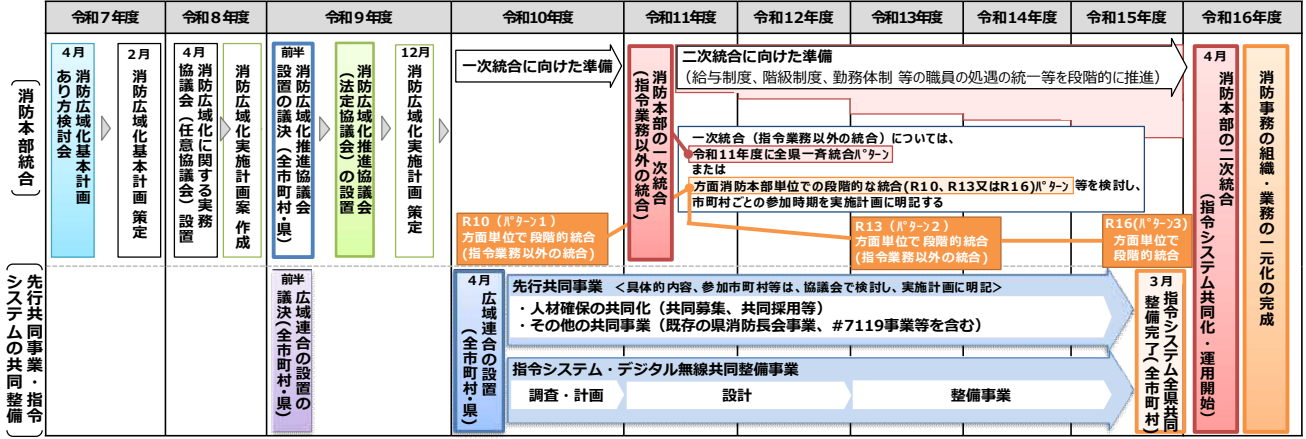 令和7年度
令和8年度
令和9年度
令和10年度
令和11年度
令和12年度
令和13年度
令和14年度
令和15年度
令和16年度
消防本部統合
4月
消防広域化基本計画
あり方検討会
2月
消防広域化基本計画 策定
4月
消防広域化に関する実務
協議会（任意協議会）設置
消防広域化実施計画案 作成
前半
消防広域化推進協議会
設置の議決（全市町村・県）
消防広域化推進協議会
（法定協議会）の設置
12月
消防広域化実施計画 策定
一次統合に向けた準備
消防本部の一次統合
（指令業務以外の統合）
二次統合に向けた準備
（給与制度、階級制度、勤務体制 等の職員の処遇の統一等を段階的に推進）
一次統合（指令業務以外の統合）については、
令和11年度に全県一斉統合ﾊﾟﾀｰﾝ
または
方面消防本部単位での段階的な統合(R10、R13又はR16)ﾊﾟﾀｰﾝ 等を検討し、
市町村ごとの参加時期を実施計画に明記する
R10（ﾊﾟﾀｰﾝ１）
方面単位で段階的統合
（指令業務以外の統合）
R13（ﾊﾟﾀｰﾝ２）
方面単位で段階的統合
(指令業務以外の統合)
R16(ﾊﾟﾀｰﾝ3)
方面単位で
段階的統合
4月
消防本部の二次統合
（指令システム共同化・運用開始）
消防事務の組織・業務の一元化の完成
先行共同事業・指令
システムの共同整備
前半
広域連合の設置の
議決（全市町村・県）
4月
広域連合の設置
（全市町村・県）
先行共同事業 ＜具体的内容、参加市町村等は、協議会で検討し、実施計画に明記＞
・人材確保の共同化（共同募集、共同採用等）
・その他の共同事業（既存の県消防長会事業、#7119事業等を含む）
指令システム・デジタル無線共同整備事業
調査・計画
設計
整備事業
3月
指令システム全県共同
整備完了（全市町村）